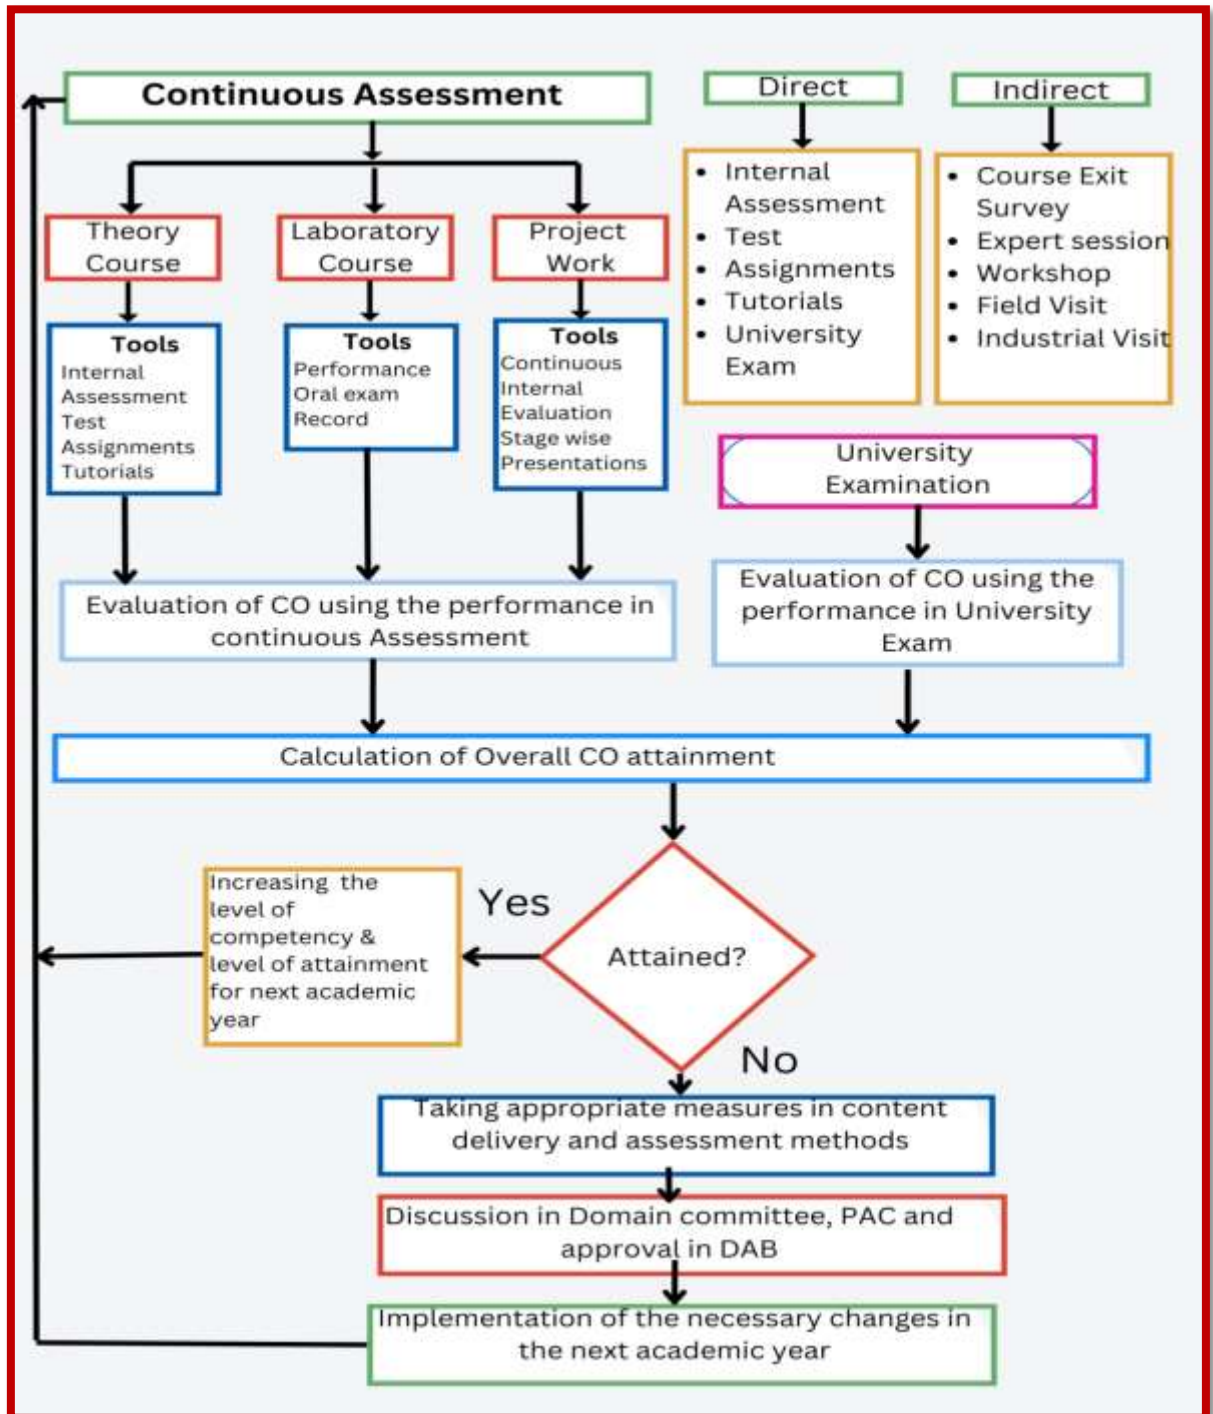 Continuous Assessment
Direct
Indirect
Theory
Course
Laboratory
Course
Project
Work
• Internal
Assessment
• Test
• Assignments
• Tutorials
• University
Exam
• Course Exit
Survey
• Expert session
• Workshop
• Field Visit
• Industrial Visit
Tools
Internal
Assessment
Test
Assignments
Tutorials
Tools
Performance
Oral exam
Record
Tools
Continuous
Internal
Evaluation
Stage wise
Presentations
University
Examination
Evaluation of CO using the performance in
continuous Assessment
Evaluation of CO using the
performance in University
Exam
Calculation of Overall CO attainment
Attained?
Yes
Increasing the
level of
competency &
level of attainment
for next academic
year
No
Taking appropriate measures in content
delivery and assessment methods
Discussion in Domain committee, PAC and
approval in DAB
Implementation of the necessary changes in
the next academic year